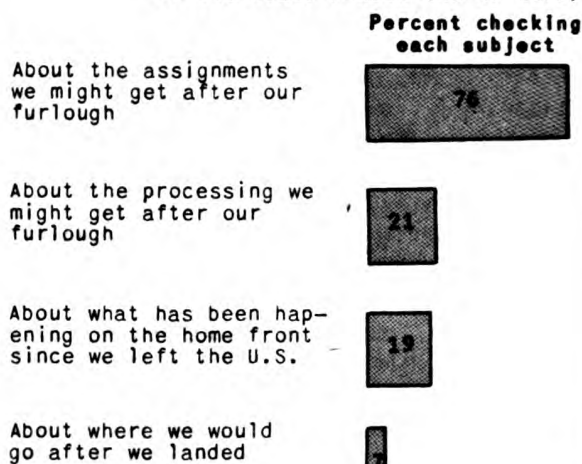 Percent checking
each subject
About the assignments
we might get after our
furlough
76
About the processing we
might get after our
furlough
21
About what has been hap-
ening on the home front
since we left the U.S.
19
About where we would
go after we landed
7